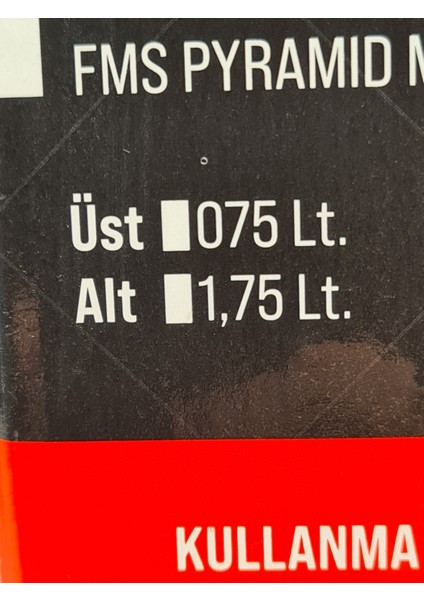 FMS PYRAMID
Üst 075 Lt.
Alt 1,75 Lt.
KULLANMA